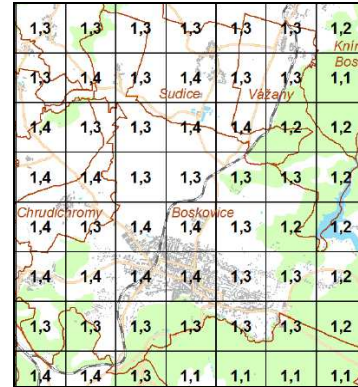 1,3 1,3 1,3 1,3 1,3 1,3 1,2
Kní
Bos
1,3 1,4 1,3 1,4 1,3 1,3 1,1
Sudice Vážany
1,4 1,3 1,3 1,4 1,4 1,2 1,2
1,4 1,4 1,3 1,3 1,3 1,3 1,2
Chrudichromy Boskovice
1,4 1,3 1,4 1,4 1,3 1,2 1,2
1,4 1,4 1,4 1,4 1,3 1,3 1,2
1,3 1,3 1,3 1,3 1,3 1,3 1,2
1,4 1,4 1,3 1,1 1,1 1,1 1,1